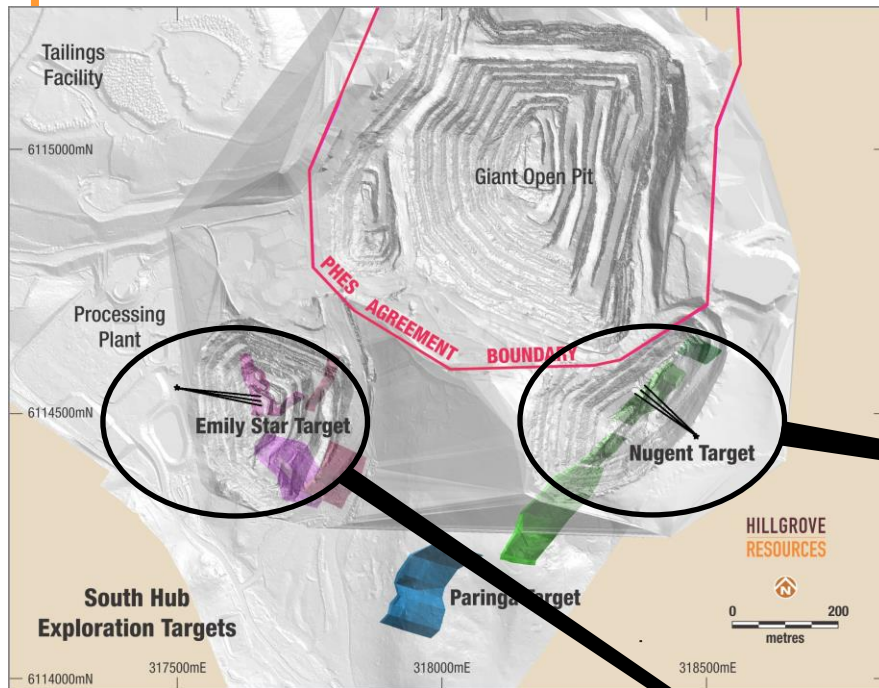 Tailings
Facility
6115000mN
Giant Open Pit
PHES AGREEMENT BOUNDARY
Processing
Plant
6114500mN
Emily Star Target
Nugent Target
HILLGROVE
RESOURCES
N
South Hub
Exploration Targets
Paringa Target
0 200
metres
317500mE 318000mE 318500mE
6114000mN